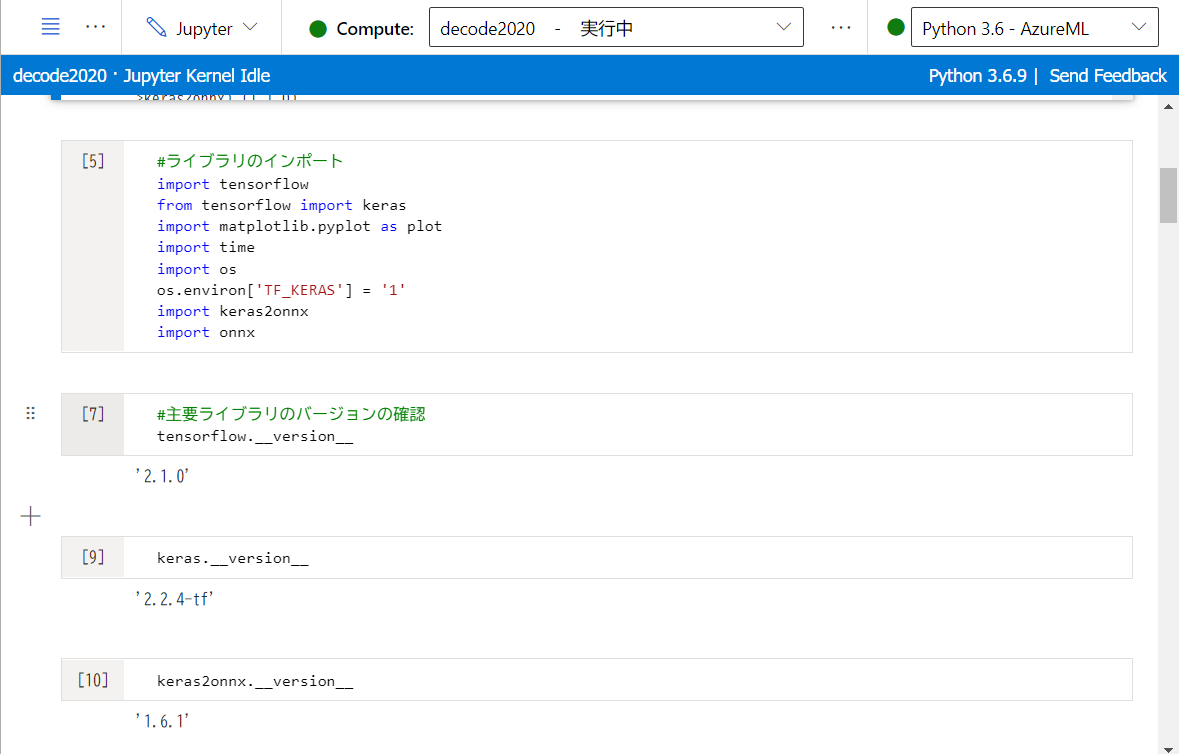 Jupyter
Compute:
decode2020 - 実行中
Python 3.6 - AzureML
decode2020 · Jupyter Kernel Idle
Python 3.6.9 | Send Feedback
[5]
#ライブラリのインポート
import tensorflow
from tensorflow import keras
import matplotlib.pyplot as plot
import time
import os
os.environ['TF_KERAS'] = '1'
import keras2onnx
import onnx
[7]
#主要ライブラリのバージョンの確認
tensorflow.__version__
'2.1.0'
[9]
keras.__version__
'2.2.4-tf'
[10]
keras2onnx.__version__
'1.6.1'